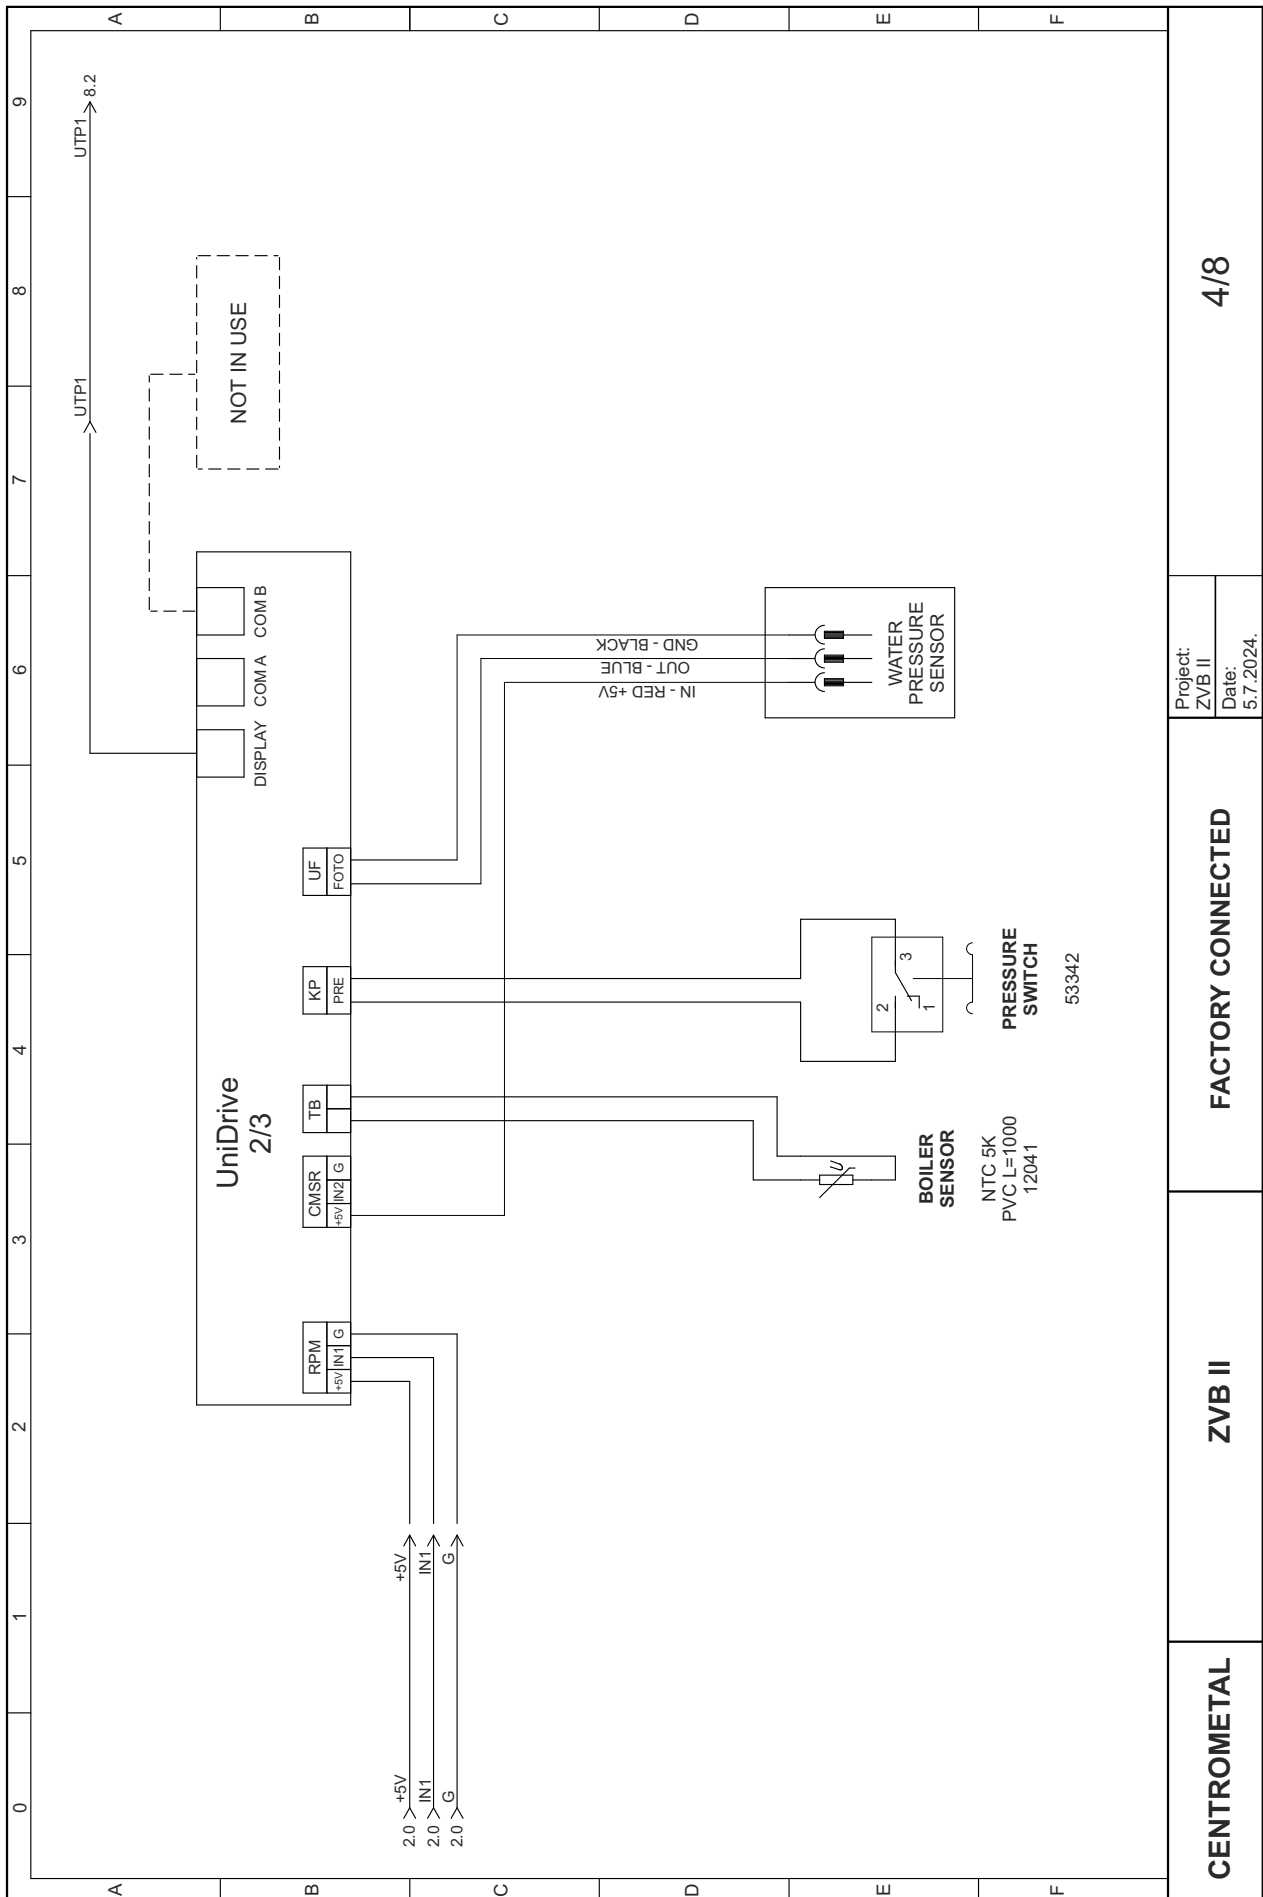 0 1 2 3 4 5 6 7 8 9
A
B
C
D
E
F
A
B
C
D
E
F
UTP1
UTP1
8.2
NOT IN USE
UniDrive
2/3
DISPLAY
COM A
COM B
RPM
+5V IN1 G
CMSR
+5V IN2 G
TB
KP
PRE
UF
FOTO
2.0 +5V
+5V
2.0 IN1
IN1
2.0 G
G
IN - RED +5V
OUT - BLUE
GND - BLACK
WATER
PRESSURE
SENSOR
U
BOILER
SENSOR
NTC 5K
PVC L=1000
12041
2
1
3
PRESSURE
SWITCH
53342
CENTROMETAL
ZVB II
FACTORY CONNECTED
Project:
ZVB II
Date:
5.7.2024.
4/8